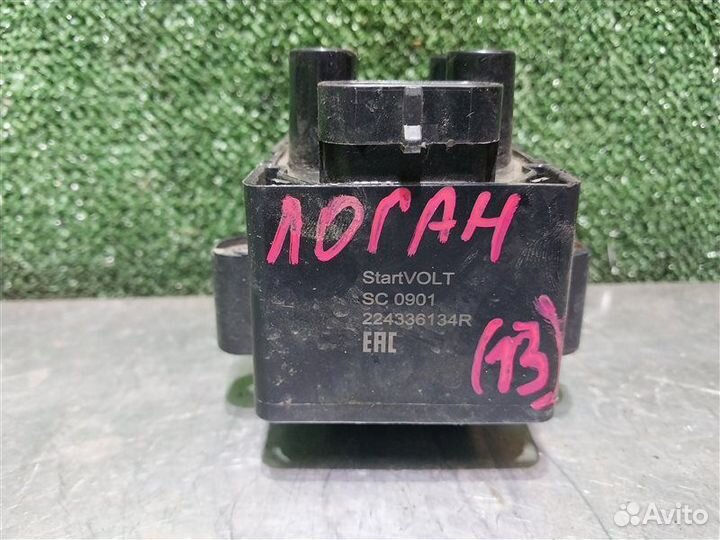 ЛОГАН
StartVOLT
SC 0901
224336134R
EAC
(13)
Avito